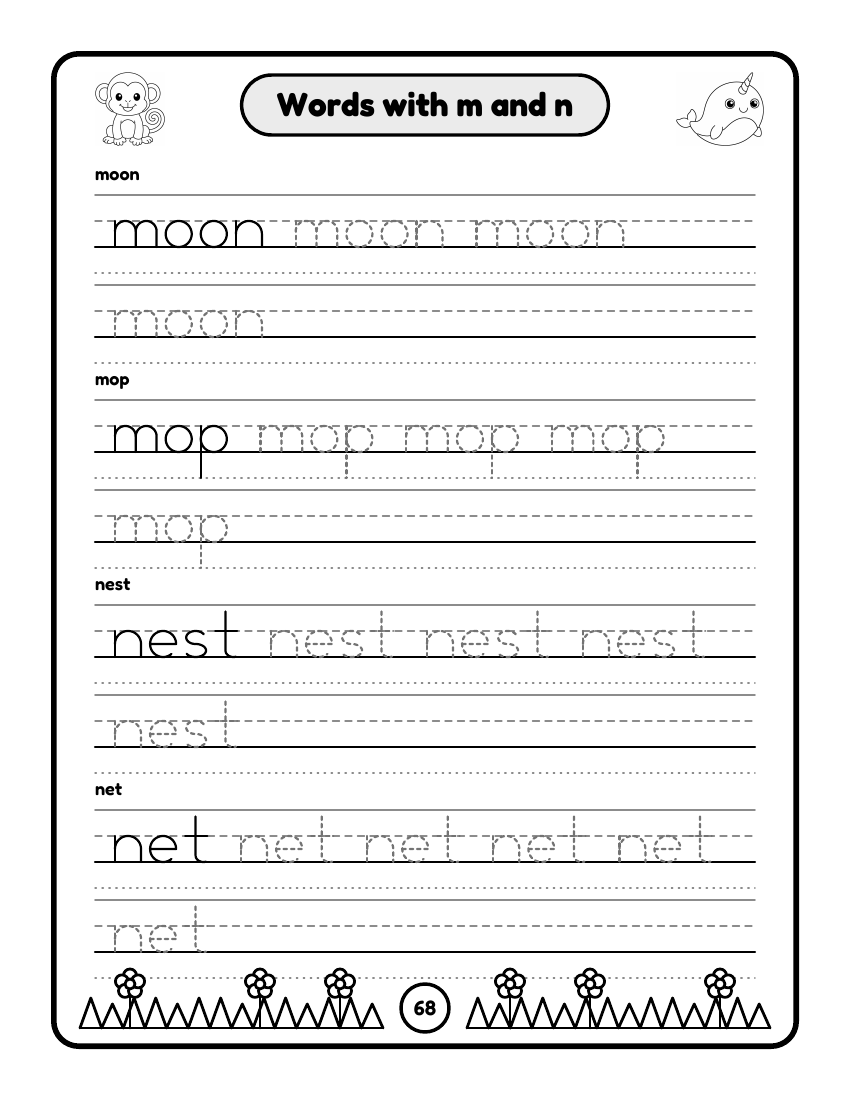 Words with m and n
moon
moon moon moon
moon
mop
mop mop mop mop
mop
nest
nest nest nest nest
nest
net
net net net net net
net
68